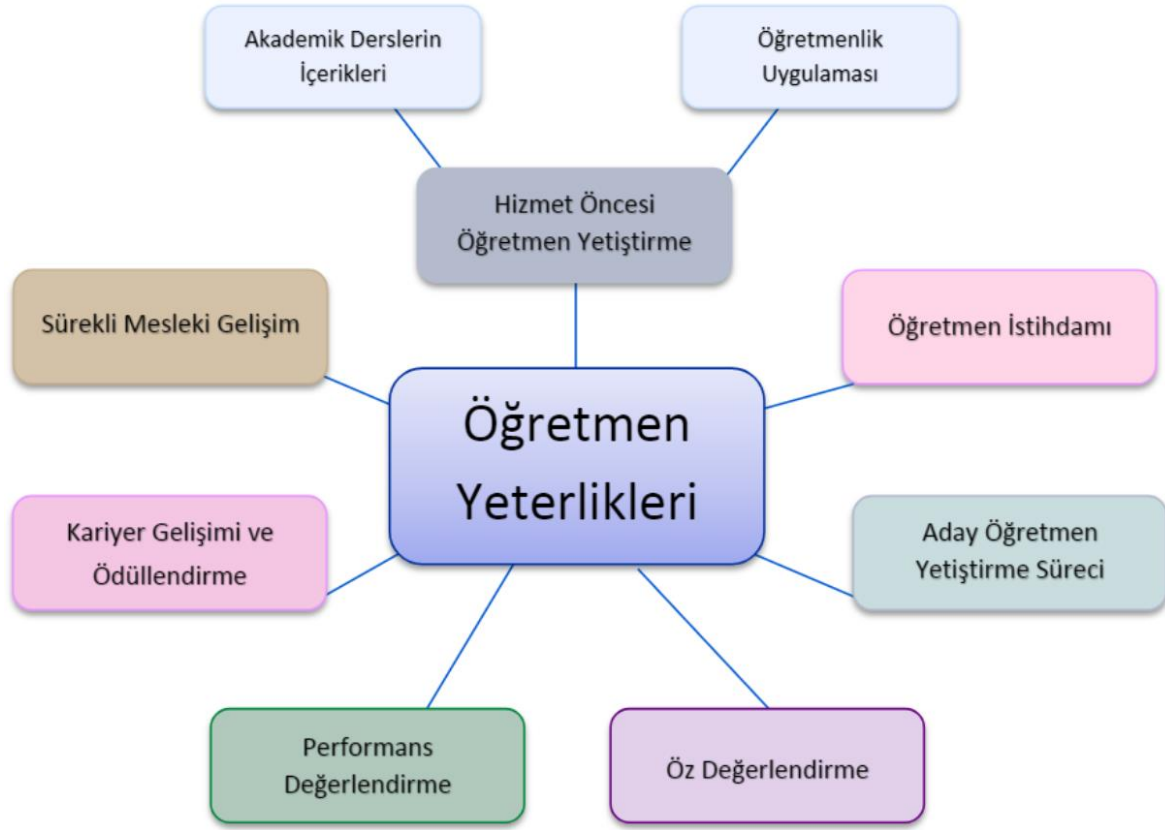 Akademik Derslerin
İçerikleri
Öğretmenlik
Uygulaması
Hizmet Öncesi
Öğretmen Yetiştirme
Sürekli Mesleki Gelişim
Öğretmen İstihdamı
Öğretmen
Yeterlikleri
Kariyer Gelişimi ve
Ödüllendirme
Aday Öğretmen
Yetiştirme Süreci
Performans
Değerlendirme
Öz Değerlendirme